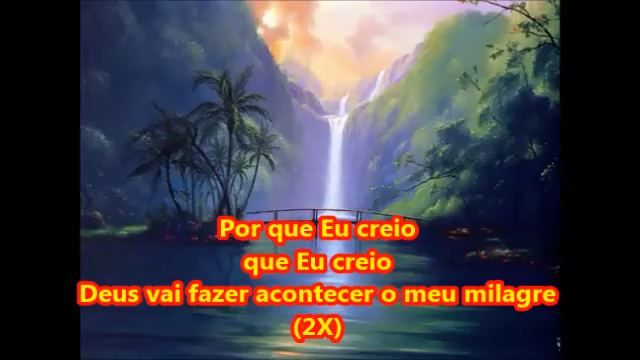 Por que Eu creio
que Eu creio
Deus vai fazer acontecer o meu milagre
(2X)